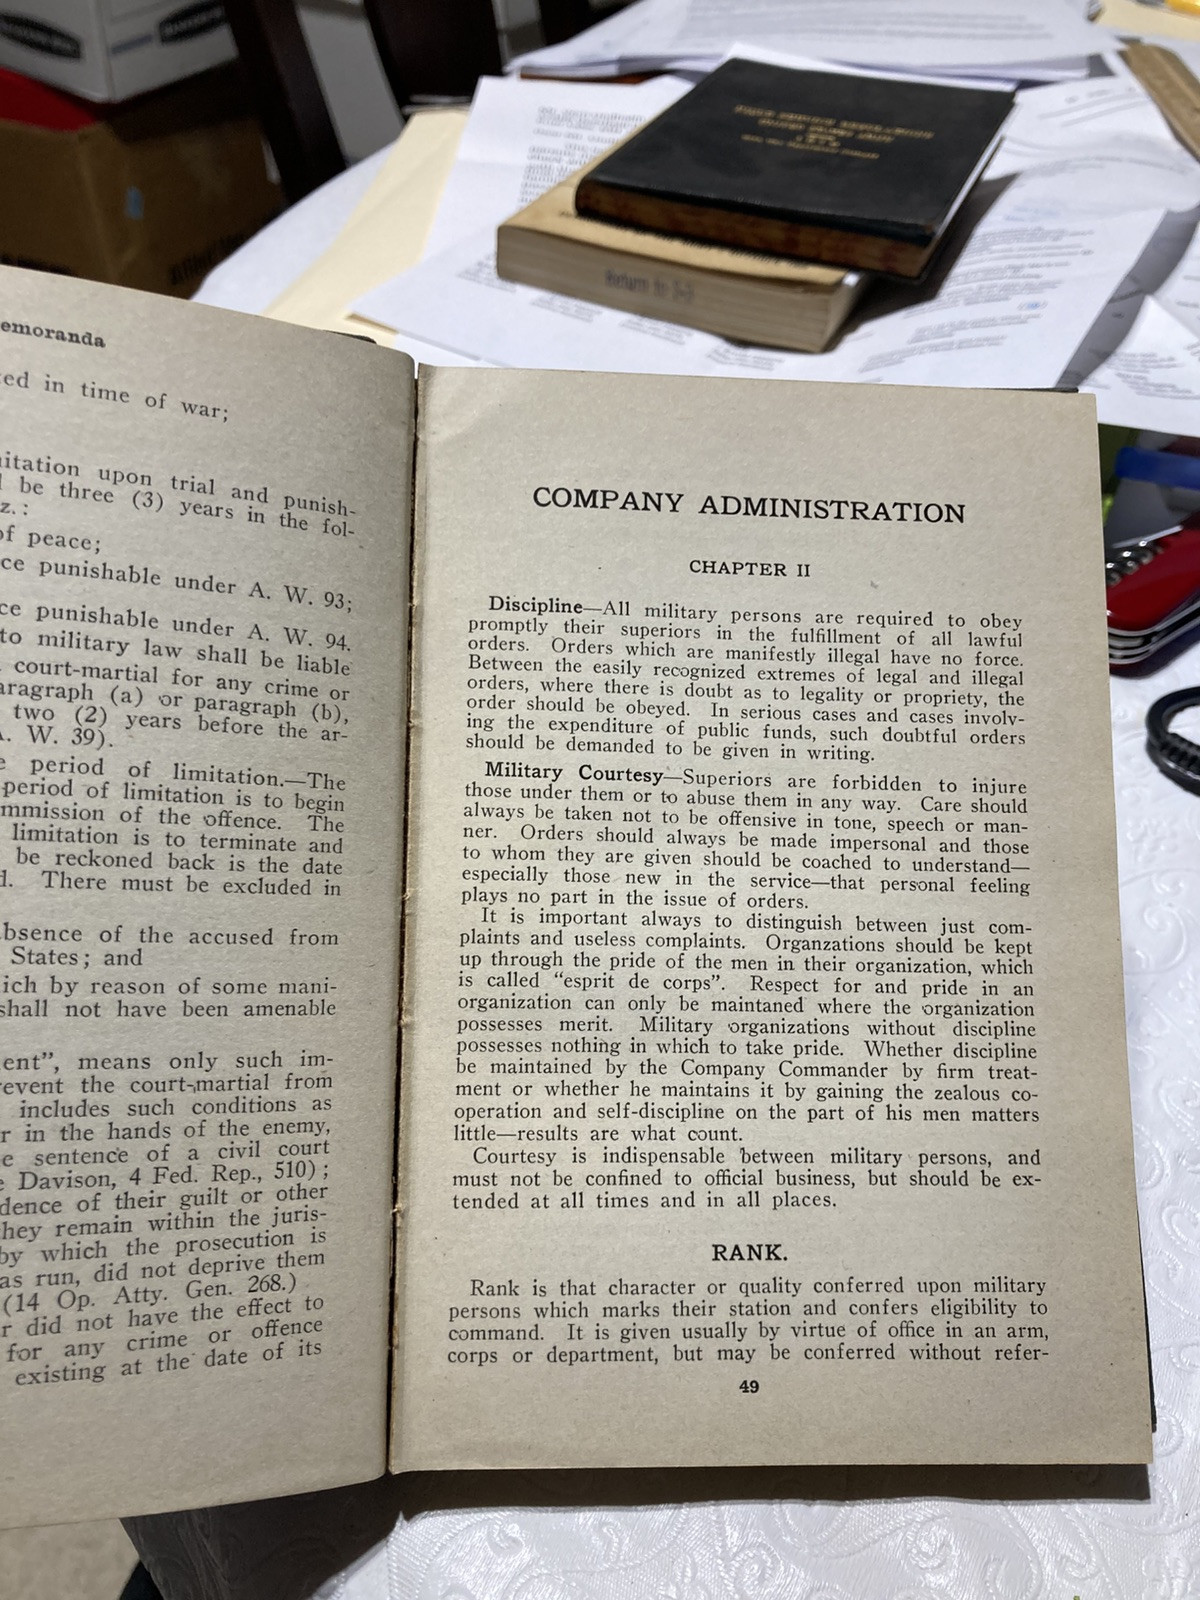 emoranda
ed in time of war;
itation upon trial and punish-
be three (3) years in the fol-
z.:
of peace;
ce punishable under A. W. 93;
ce punishable under A. W. 94.
to military law shall be liable
court-martial for any crime or
aragraph (a) or paragraph (b),
two (2) years before the ar-
A. W. 39).
e period of limitation.—The
period of limitation is to begin
mmission of the offence. The
limitation is to terminate and
be reckoned back is the date
d. There must be excluded in
absence of the accused from
States; and
ich by reason of some mani-
shall not have been amenable
ent”, means only such im-
revent the court-martial from
includes such conditions as
r in the hands of the enemy,
e sentence of a civil court
e Davison, 4 Fed. Rep., 510);
dence of their guilt or other
they remain within the juris-
by which the prosecution is
as run, did not deprive them
(14 Op. Atty. Gen. 268.)
r did not have the effect to
for any crime or offence
existing at the date of its
COMPANY ADMINISTRATION
CHAPTER II
Discipline—All military persons are required to obey
promptly their superiors in the fulfillment of all lawful
orders. Orders which are manifestly illegal have no force.
Between the easily recognized extremes of legal and illegal
orders, where there is doubt as to legality or propriety, the
order should be obeyed. In serious cases and cases involv-
ing the expenditure of public funds, such doubtful orders
should be demanded to be given in writing.
Military Courtesy—Superiors are forbidden to injure
those under them or to abuse them in any way. Care should
always be taken not to be offensive in tone, speech or man-
ner. Orders should always be made impersonal and those
to whom they are given should be coached to understand—
especially those new in the service—that personal feeling
plays no part in the issue of orders.
It is important always to distinguish between just com-
plaints and useless complaints. Organzations should be kept
up through the pride of the men in their organization, which
is called “esprit de corps”. Respect for and pride in an
organization can only be maintaned where the organization
possesses merit. Military organizations without discipline
possesses nothing in which to take pride. Whether discipline
be maintained by the Company Commander by firm treat-
ment or whether he maintains it by gaining the zealous co-
operation and self-discipline on the part of his men matters
little—results are what count.
Courtesy is indispensable between military persons, and
must not be confined to official business, but should be ex-
tended at all times and in all places.
RANK.
Rank is that character or quality conferred upon military
persons which marks their station and confers eligibility to
command. It is given usually by virtue of office in an arm,
corps or department, but may be conferred without refer-
49